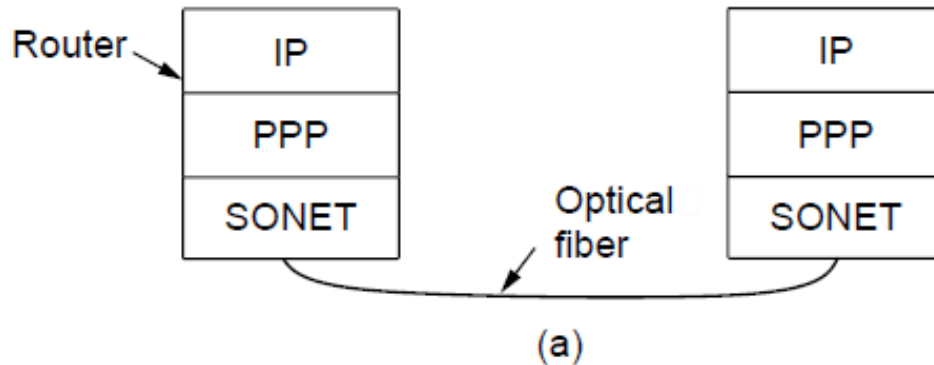 Router
IP
IP
PPP
PPP
SONET
Optical
fiber
SONET
(a)